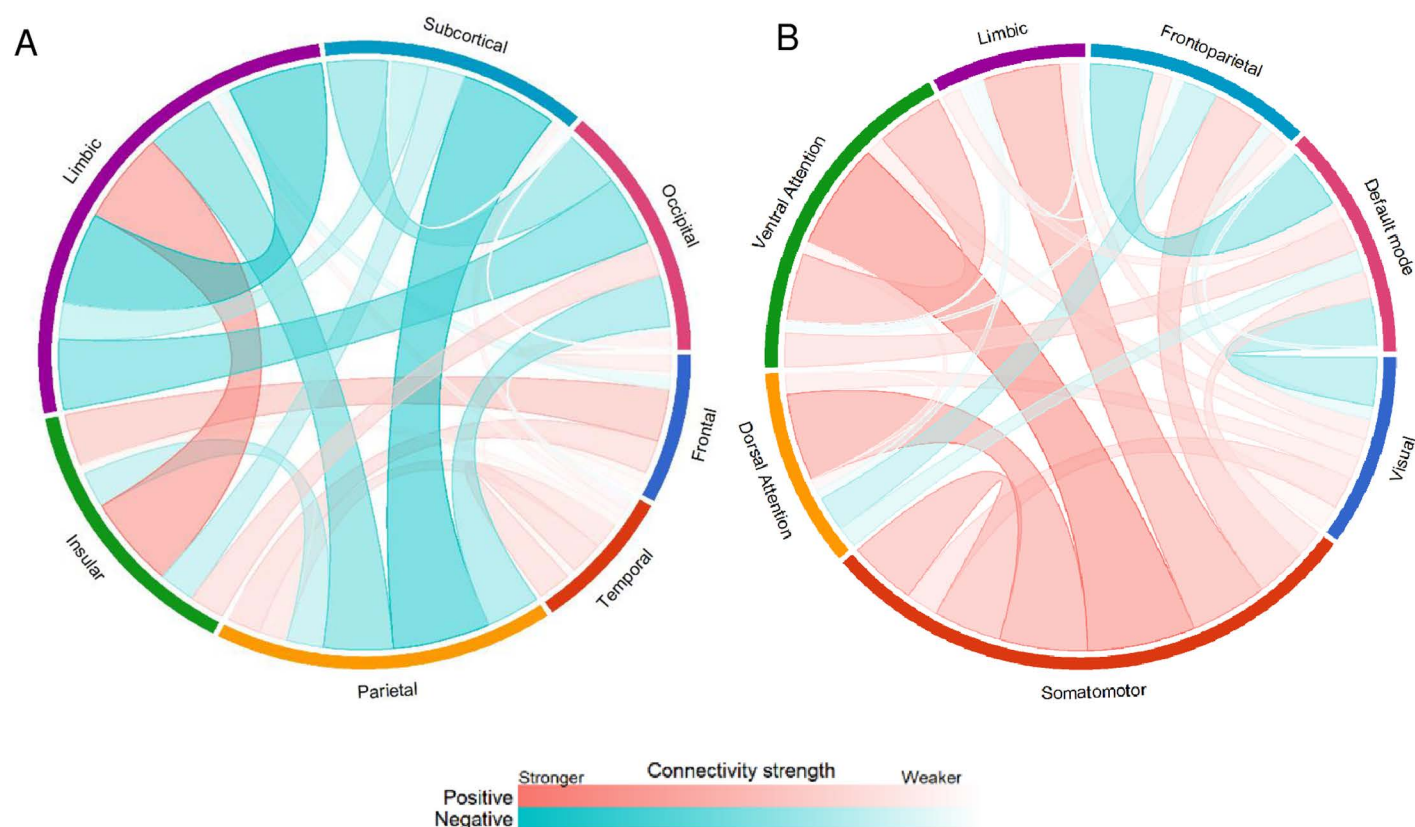 A
Subcortical
Limbic
Occipital
Frontal
Temporal
Parietal
Insular
B
Limbic
Frontoparietal
Ventral Attention
Default mode
Dorsal Attention
Visual
Somatomotor
Connectivity strength
Stronger Weaker
Positive
Negative